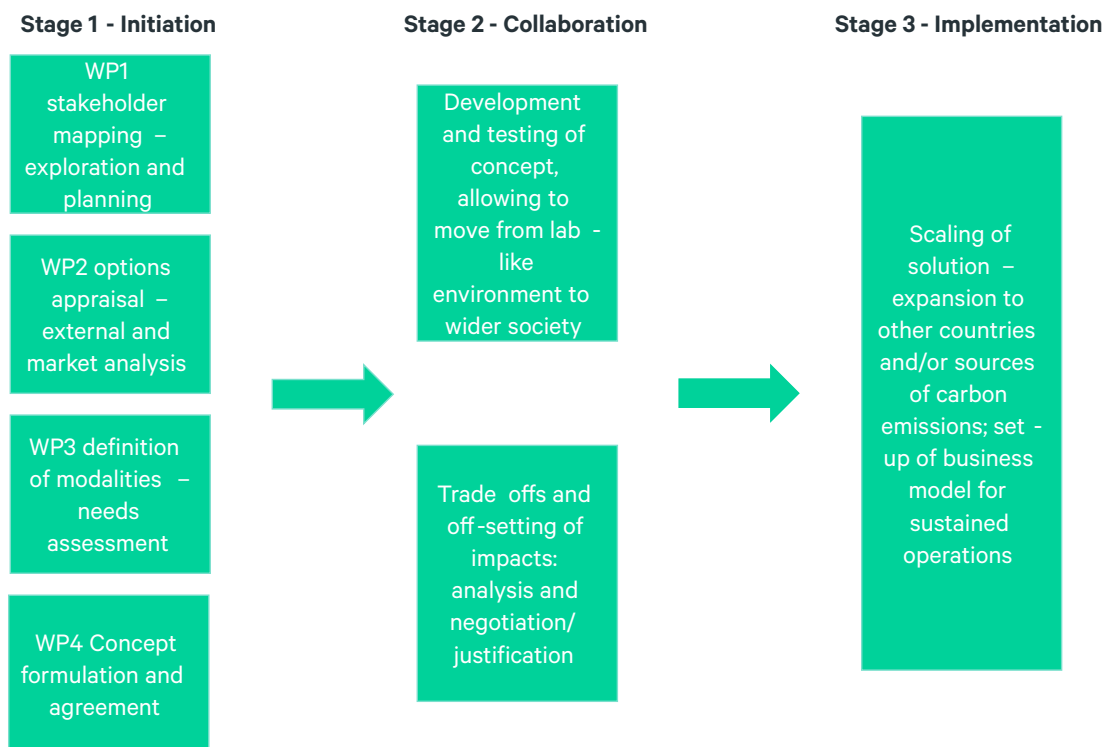 Stage 1 - Initiation
WP1
stakeholder
mapping –
exploration and
planning
WP2 options
appraisal –
external and
market analysis
WP3 definition
of modalities –
needs
assessment
WP4 Concept
formulation and
agreement
Stage 2 - Collaboration
Development
and testing of
concept,
allowing to
move from lab -
like
environment to
wider society
Trade offs and
off-setting of
impacts:
analysis and
negotiation/
justification
Stage 3 - Implementation
Scaling of
solution –
expansion to
other countries
and/or sources
of carbon
emissions; set -
up of business
model for
sustained
operations